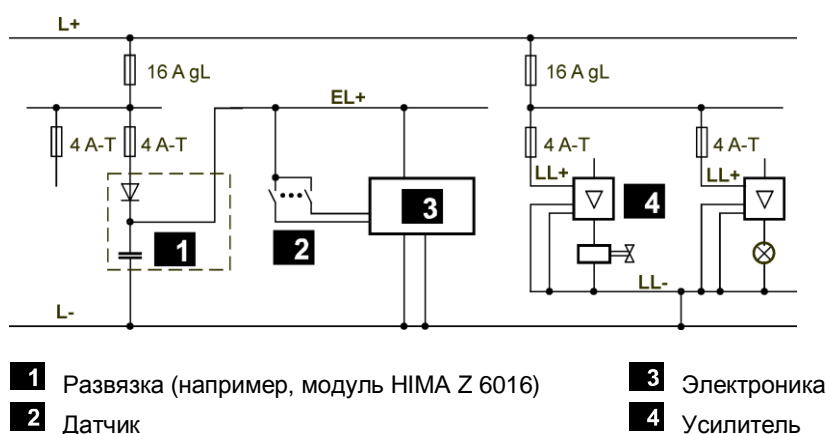 L+
16 A gL
16 A gL
EL+
4 A-T
4 A-T
4 A-T
4 A-T
LL+
LL+
1
2
3
4
LL-
L-
1 Развязка (например, модуль HIMA Z 6016)
3 Электроника
2 Датчик
4 Усилитель